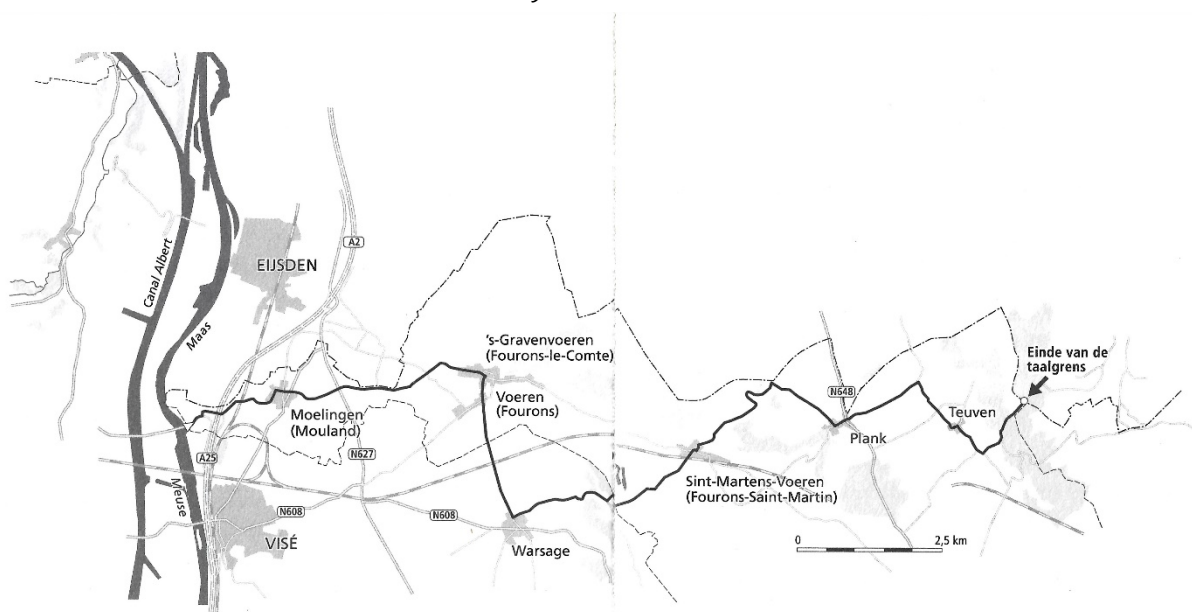 Canal Albert
Maas
EIJSDEN
A2
's-Gravenvoeren
(Fourons-le-Comte)
Voeren
(Fourons)
Moelingen
(Mouland)
N627
A25
Meuse
N608
VISÉ
N608
Warsage
Sint-Martens-Voeren
(Fourons-Saint-Martin)
N648
Plank
Teuven
Einde van de
taalgrens
0 2,5 km